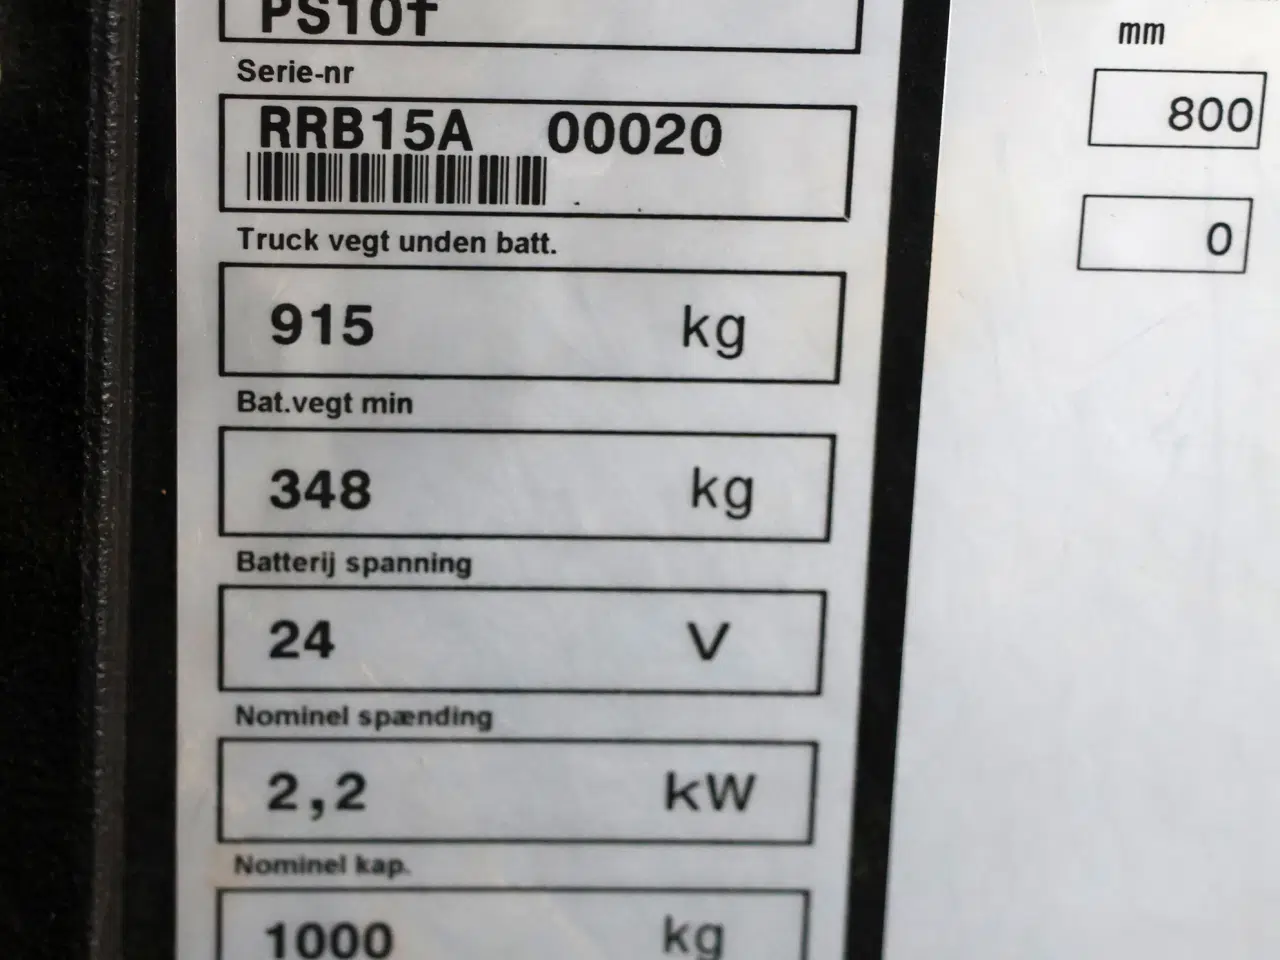 PS10f
Serie-nr
RRB15A 00020
Truck vegt unden batt.
915 kg
Bat.vegt min
348 kg
Batterij spanning
24 V
Nominel spænding
2,2 kW
Nominel kap.
1000 kg
mm
800
0